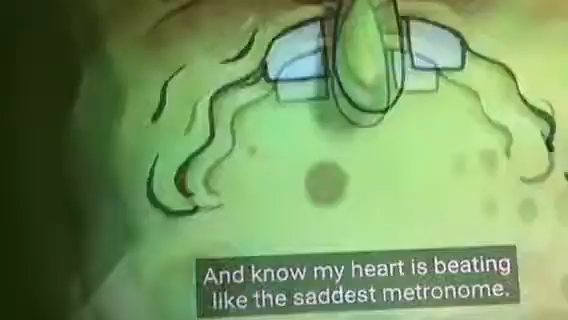 And know my heart is beating
like the saddest metronome.